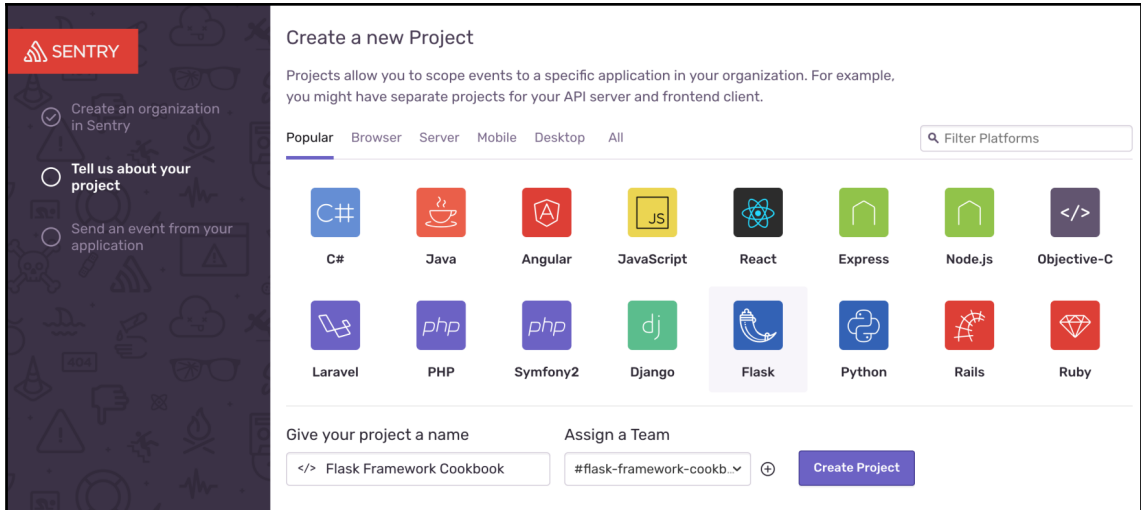 SENTRY
Create an organization
in Sentry
Tell us about your
project
Send an event from your
application
404
Create a new Project
Projects allow you to scope events to a specific application in your organization. For example,
you might have separate projects for your API server and frontend client.
Popular Browser Server Mobile Desktop All Filter Platforms
C# JS </>
C# Java Angular JavaScript React Express Node.js Objective-C
php php dj
Laravel PHP Symfony2 Django Flask Python Rails Ruby
Give your project a name Assign a Team
</> Flask Framework Cookbook #flask-framework-cookb... Create Project